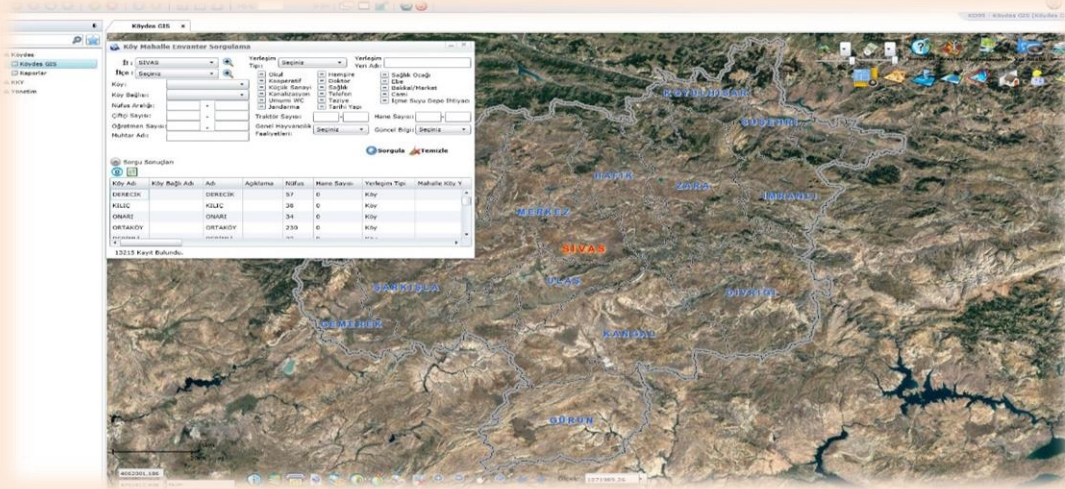 Köydes GIS ×
Köydes
Köydes GIS
Raporlar
KKY
Yönetim
Köy Mahalle Envanter Sorgulama
İl : SİVAS Yerleşim Tipi: Seçiniz Yerleşim Yeri Adı:
İlçe : Seçiniz
Köy:
Köy Bağlısı:
Nüfus Aralığı: -
Çiftçi Sayısı: -
Öğretmen Sayısı: -
Muhtar Adı:
Okul Hemşire Sağlık Ocağı
Kooperatif Doktor Ebe
Küçük Sanayi Sağlık Bakkal/Market
Kanalizasyon Telefon Cami
Umumi WC Taziye İçme Suyu Depo İhtiyacı
Jandarma Tarihi Yapı
Traktör Sayısı: - Hane Sayısı: -
Genel Hayvancılık Faaliyetleri: Seçiniz Güncel Bilgi: Seçiniz
Sorgula Temizle
Sorgu Sonuçları
Köy Adı Köy Bağlı Adı Adı Açıklama Nüfus Hane Sayısı Yerleşim Tipi Mahalle Köy Y
DERECİK DERECİK 57 0 Köy
KILIÇ KILIÇ 38 0 Köy
ONARI ONARI 34 0 Köy
ORTAKÖY ORTAKÖY 230 0 Köy
13215 Kayıt Bulundu.
KOYULHİSAR
SUŞEHRİ
HAFİK
ZARA
İMRANLI
MERKEZ
SİVAS
ULAŞ
ŞARKIŞLA
DİVRİĞİ
GEMEREK
KANGAL
GÜRÜN
Ölçek: